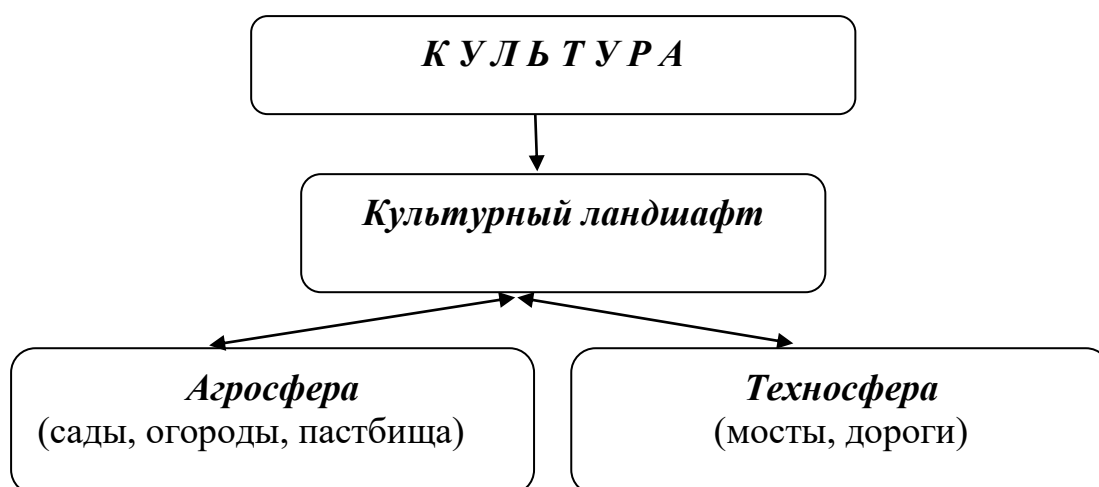 К У Л Ь Т У Р А
Культурный ландшафт
Агросфера
(сады, огороды, пастбища)
Техносфера
(мосты, дороги)